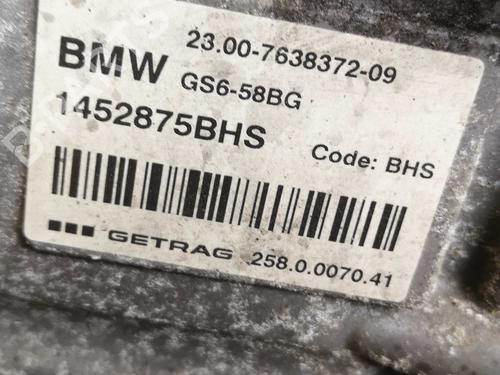 BMW 23.00-7638372-09
GS6-58BG
1452875BHS Code: BHS
GETRAG 258.0.0070.41